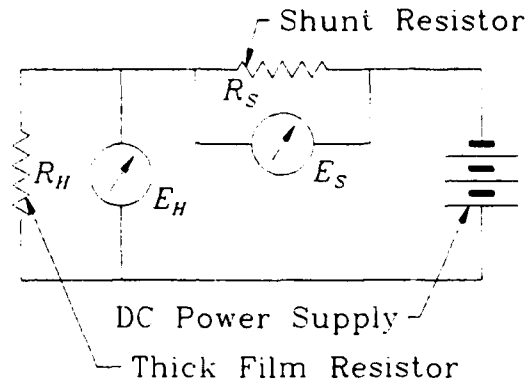 Shunt Resistor
R_S
R_H
E_H
E_S
DC Power Supply
Thick Film Resistor